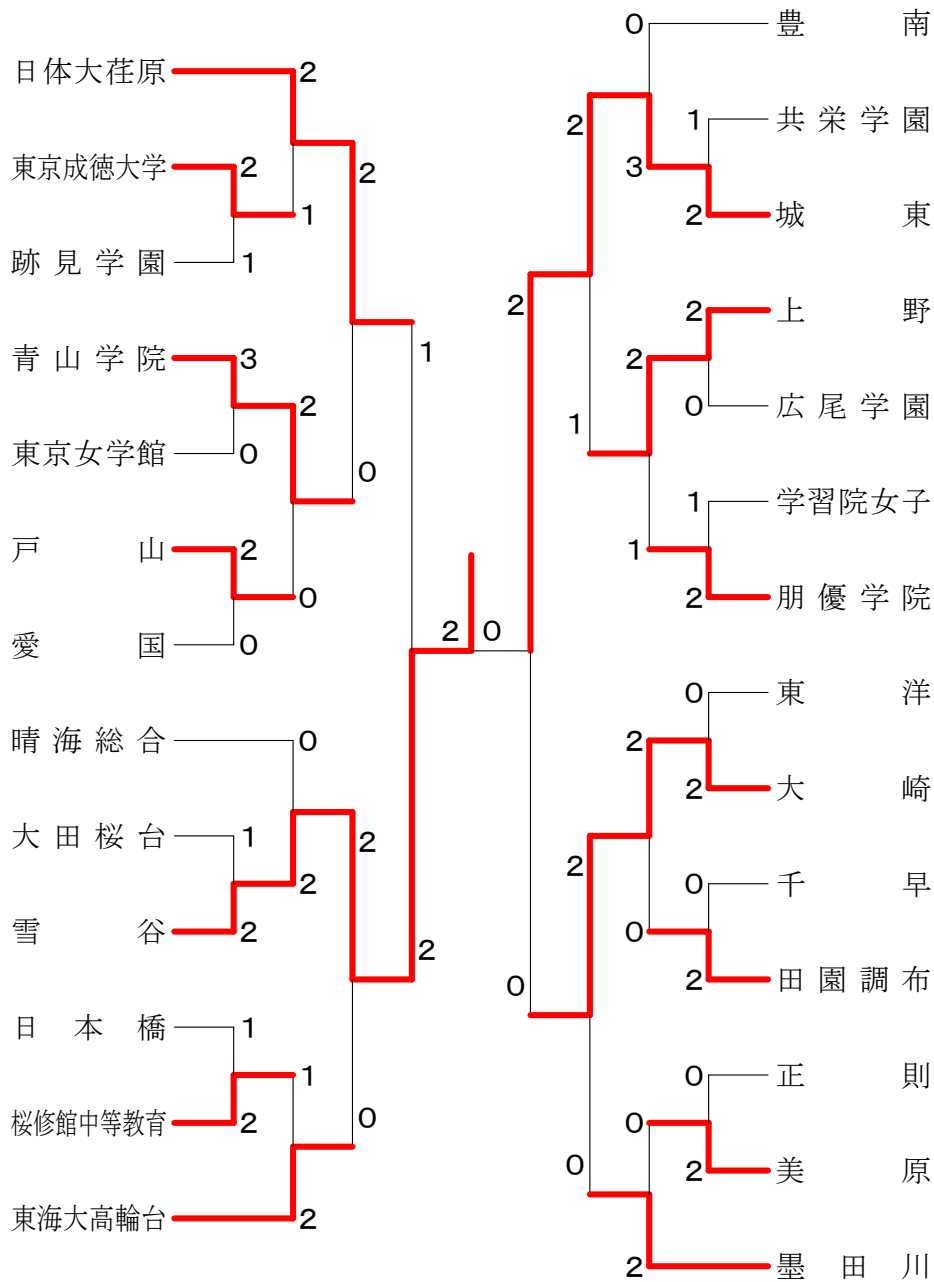 日体大荏原
2
東京成徳大学
2
1
跡見学園
1
2
青山学院
3
2
東京女学館
0
0
戸山
2
0
愛国
0
1
晴海総合
0
大田桜台
1
2
雪谷
2
2
日本橋
1
1
桜修館中等教育
2
0
東海大高輪台
2
2
2
0
0
豊南
1
共栄学園
3
2
城東
2
2
上野
2
0
広尾学園
1
1
学習院女子
1
2
朋優学院
2
0
東洋
2
2
大崎
0
千早
0
2
田園調布
2
0
正則
0
2
美原
2
墨田川
0
0